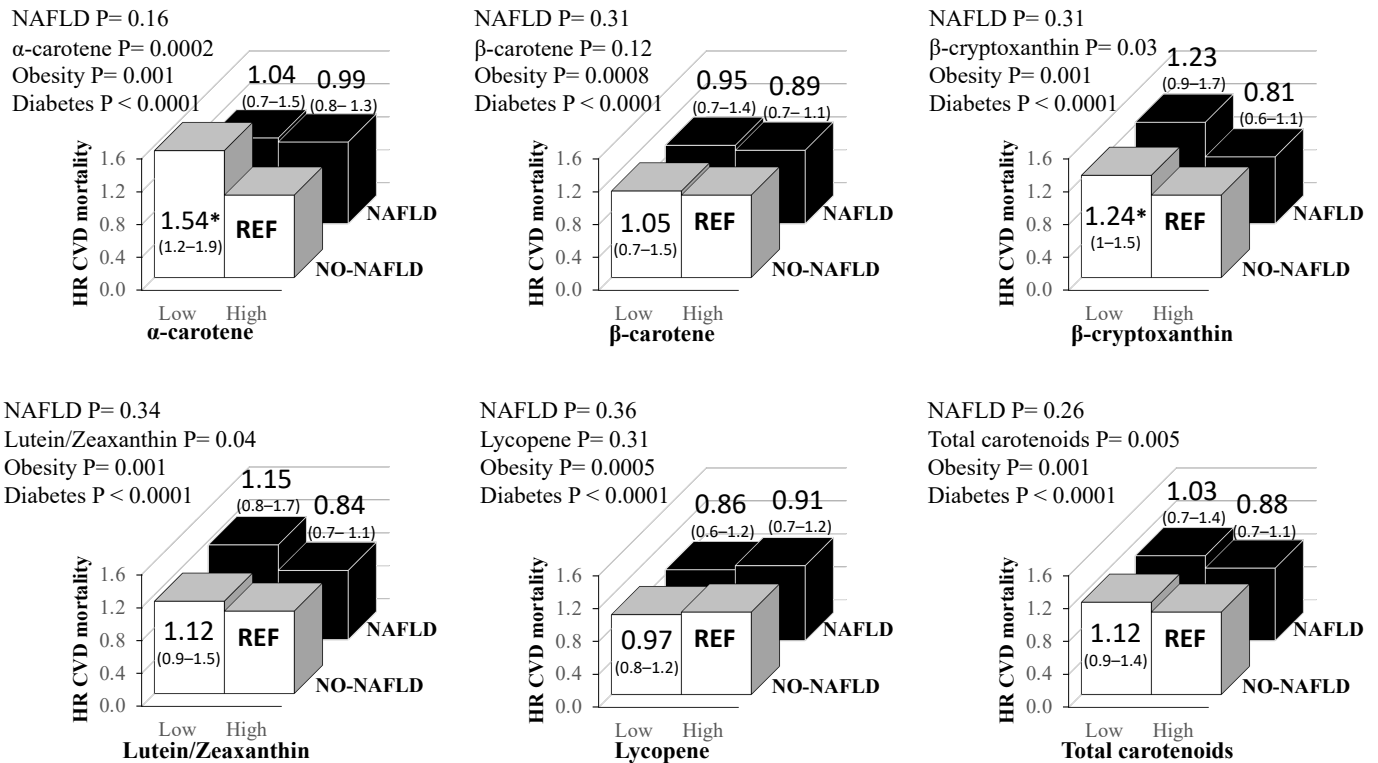 NAFLD P= 0.16
α-carotene P= 0.0002
Obesity P= 0.001
Diabetes P < 0.0001
1.04
(0.7–1.5)
0.99
(0.8– 1.3)
HR CVD mortality
1.6
1.2
0.8
0.4
0.0
1.54*
(1.2–1.9)
REF
NAFLD
NO-NAFLD
Low
High
α-carotene
NAFLD P= 0.31
β-carotene P= 0.12
Obesity P= 0.0008
Diabetes P < 0.0001
0.95
(0.7–1.4)
0.89
(0.7– 1.1)
HR CVD mortality
1.6
1.2
0.8
0.4
0.0
1.05
(0.7–1.5)
REF
NAFLD
NO-NAFLD
Low
High
β-carotene
NAFLD P= 0.31
β-cryptoxanthin P= 0.03
Obesity P= 0.001
Diabetes P < 0.0001
1.23
(0.9–1.7)
0.81
(0.6–1.1)
HR CVD mortality
1.6
1.2
0.8
0.4
0.0
1.24*
(1–1.5)
REF
NAFLD
NO-NAFLD
Low
High
β-cryptoxanthin
NAFLD P= 0.34
Lutein/Zeaxanthin P= 0.04
Obesity P= 0.001
Diabetes P < 0.0001
1.15
(0.8–1.7)
0.84
(0.7– 1.1)
HR CVD mortality
1.6
1.2
0.8
0.4
0.0
1.12
(0.9–1.5)
REF
NAFLD
NO-NAFLD
Low
High
Lutein/Zeaxanthin
NAFLD P= 0.36
Lycopene P= 0.31
Obesity P= 0.0005
Diabetes P < 0.0001
0.86
(0.6–1.2)
0.91
(0.7–1.2)
HR CVD mortality
1.6
1.2
0.8
0.4
0.0
0.97
(0.8–1.2)
REF
NAFLD
NO-NAFLD
Low
High
Lycopene
NAFLD P= 0.26
Total carotenoids P= 0.005
Obesity P= 0.001
Diabetes P < 0.0001
1.03
(0.7–1.4)
0.88
(0.7–1.1)
HR CVD mortality
1.6
1.2
0.8
0.4
0.0
1.12
(0.9–1.4)
REF
NAFLD
NO-NAFLD
Low
High
Total carotenoids